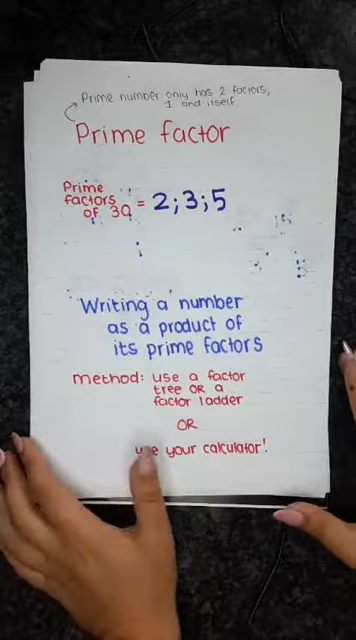 Prime number: only has 2 factors,
1 and itself
Prime factor
Prime
factors
of 30 = 2; 3; 5
Writing a number
as a product of
its prime factors
method: use a factor
tree OR a
factor ladder
OR
use your calculator!